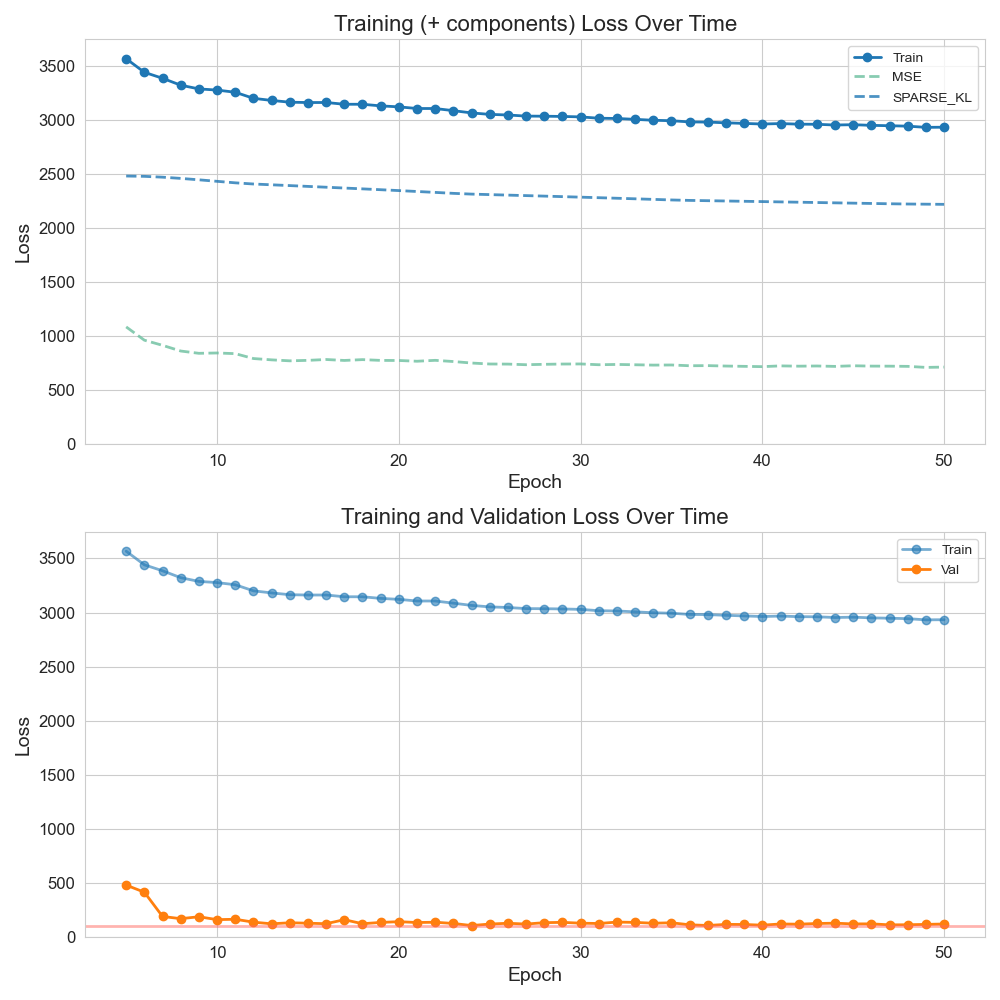 Training (+ components) Loss Over Time
3500
3000
2500
2000
1500
1000
500
0
Loss
Train
MSE
SPARSE_KL
10 20 30 40 50
Epoch
Training and Validation Loss Over Time
3500
3000
2500
2000
1500
1000
500
0
Loss
Train
Val
10 20 30 40 50
Epoch